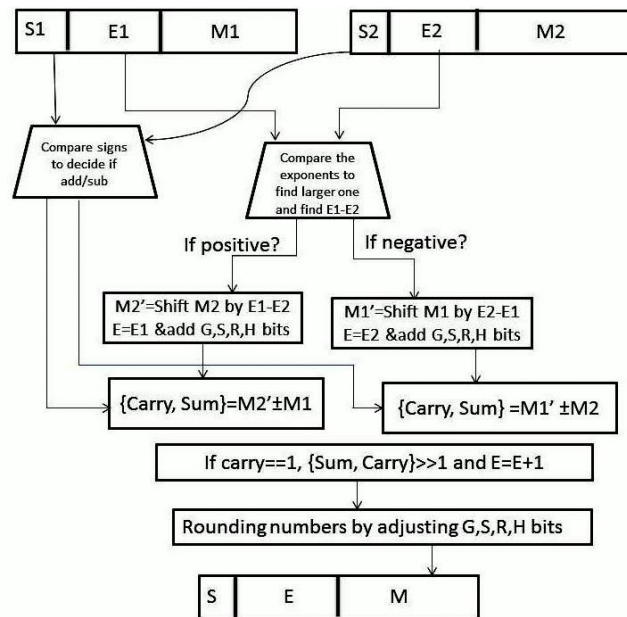 S1 E1 M1
S2 E2 M2
Compare signs
to decide if
add/sub
Compare the
exponents to
find larger one
and find E1-E2
If positive?
If negative?
M2'=Shift M2 by E1-E2
E=E1 &add G,S,R,H bits
M1'=Shift M1 by E2-E1
E=E2 &add G,S,R,H bits
{Carry, Sum}=M2'±M1
{Carry, Sum} =M1' ±M2
If carry==1, {Sum, Carry}>>1 and E=E+1
Rounding numbers by adjusting G,S,R,H bits
S E M